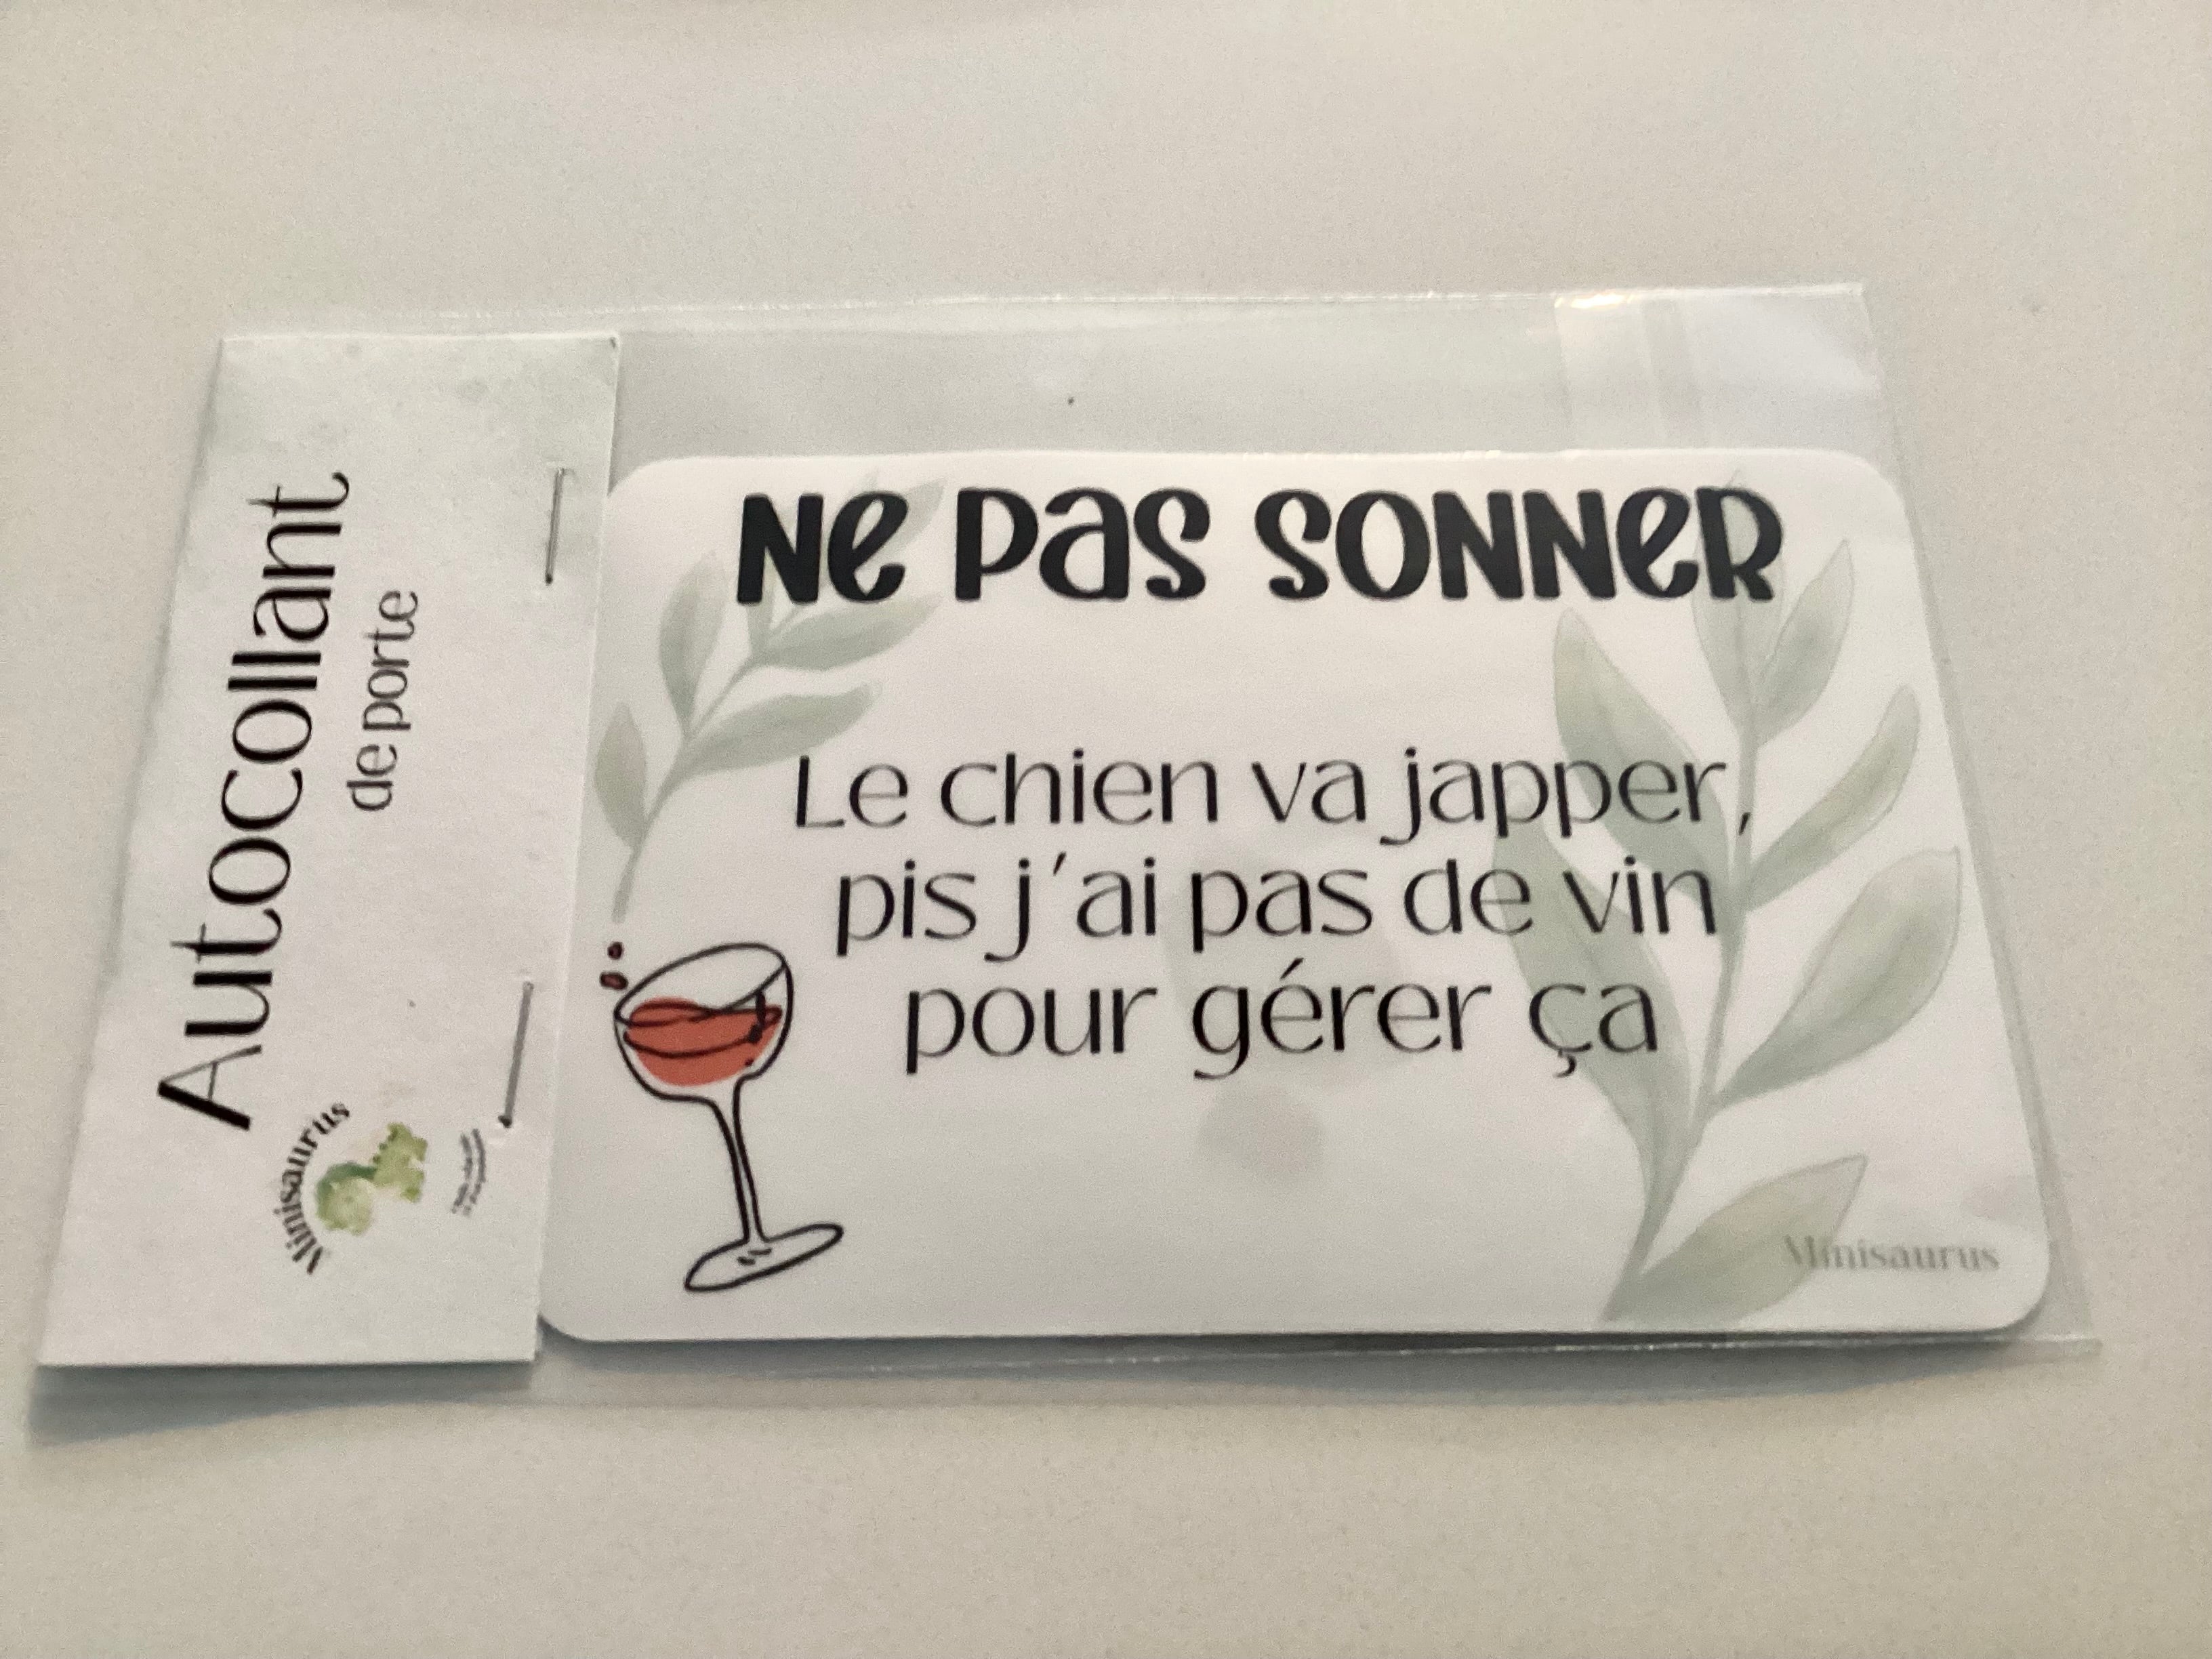 Autocollant
de porte
Minisaurus
Ne pas sonner
Le chien va japper,
pis j'ai pas de vin
pour gérer ça
Minisaurus